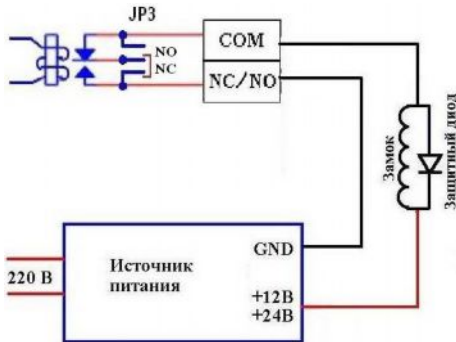 JP3
NO
NC
COM
NC/NO
Замок
Защитный диод
220 В
Источник
питания
GND
+12В
+24В